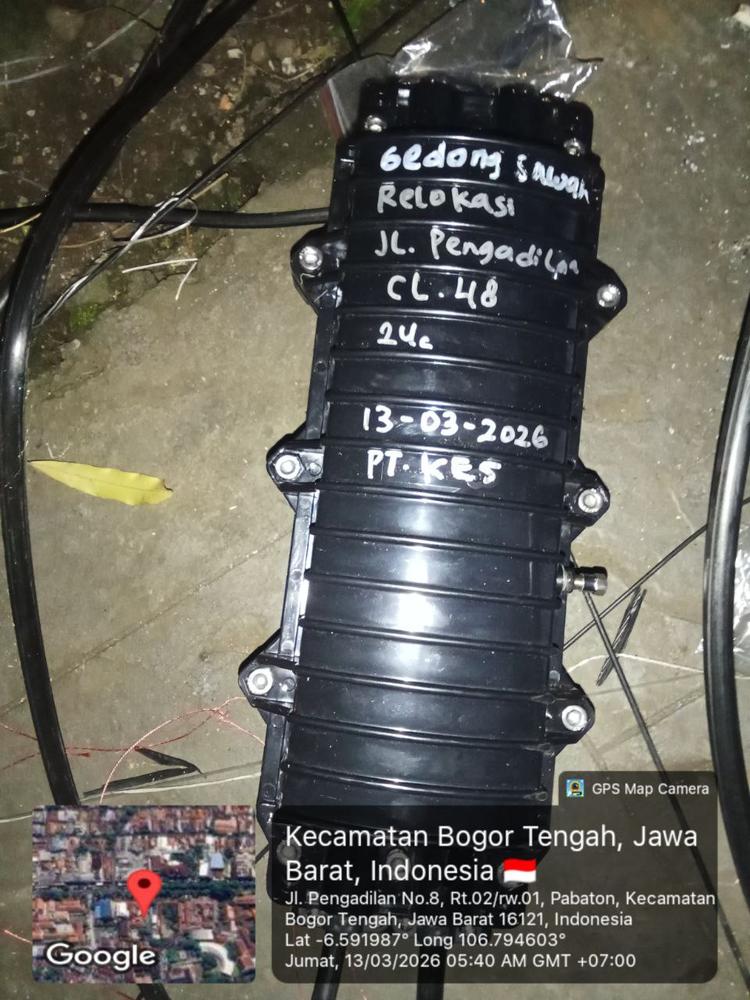 Gedong Sawah
Relokasi
JL. Pengadilan
CL. 48
24c
13-03-2026
PT. KES
GPS Map Camera
Kecamatan Bogor Tengah, Jawa
Barat, Indonesia 🇮🇩
Jl. Pengadilan No.8, Rt.02/rw.01, Pabaton, Kecamatan
Bogor Tengah, Jawa Barat 16121, Indonesia
Lat -6.591987° Long 106.794603°
Jumat, 13/03/2026 05:40 AM GMT +07:00
Google